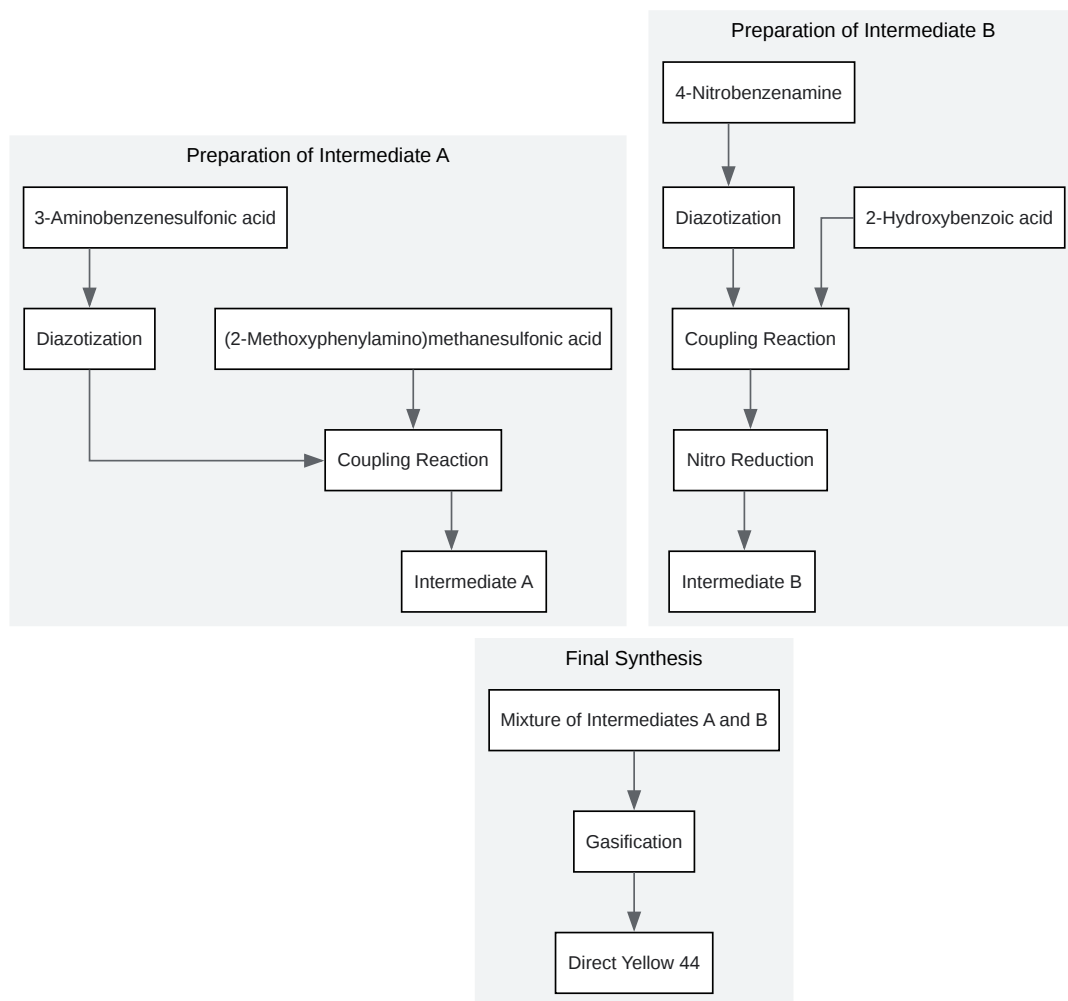 Preparation of Intermediate A
3-Aminobenzenesulfonic acid
Diazotization
(2-Methoxyphenylamino)methanesulfonic acid
Coupling Reaction
Intermediate A
Preparation of Intermediate B
4-Nitrobenzenamine
Diazotization
2-Hydroxybenzoic acid
Coupling Reaction
Nitro Reduction
Intermediate B
Final Synthesis
Mixture of Intermediates A and B
Gasification
Direct Yellow 44